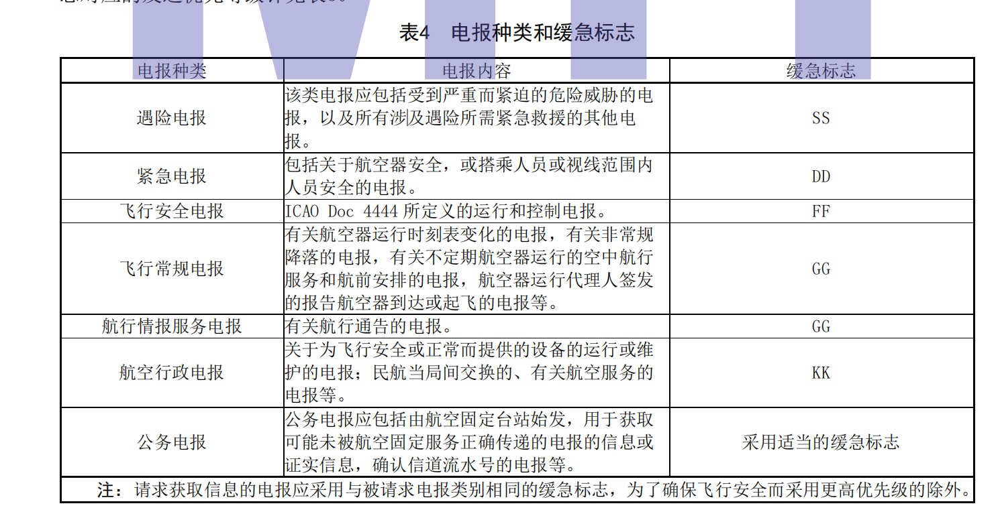 表4 电报种类和缓急标志
电报种类 电报内容 缓急标志
遇险电报
该类电报应包括受到严重而紧迫的危险威胁的电
报，以及所有涉及遇险所需紧急救援的其他电
报。
SS
紧急电报
包括关于航空器安全，或搭乘人员或视线范围内
人员安全的电报。
DD
飞行安全电报 ICAO Doc 4444 所定义的运行和控制电报。 FF
飞行常规电报
有关航空器运行时刻表变化的电报，有关非常规
降落的电报，有关不定期航空器运行的空中航行
服务和航前安排的电报，航空器运行代理人签发
的报告航空器到达或起飞的电报等。
GG
航行情报服务电报 有关航行通告的电报。 GG
航空行政电报
关于为飞行安全或正常而提供的设备的运行或维
护的电报；民航当局间交换的、有关航空服务的
电报等。
KK
公务电报
公务电报应包括由航空固定台站始发，用于获取
可能未被航空固定服务正确传递的电报的信息或
证实信息，确认信道流水号的电报等。
采用适当的缓急标志
注：请求获取信息的电报应采用与被请求电报类别相同的缓急标志，为了确保飞行安全而采用更高优先级的除外。